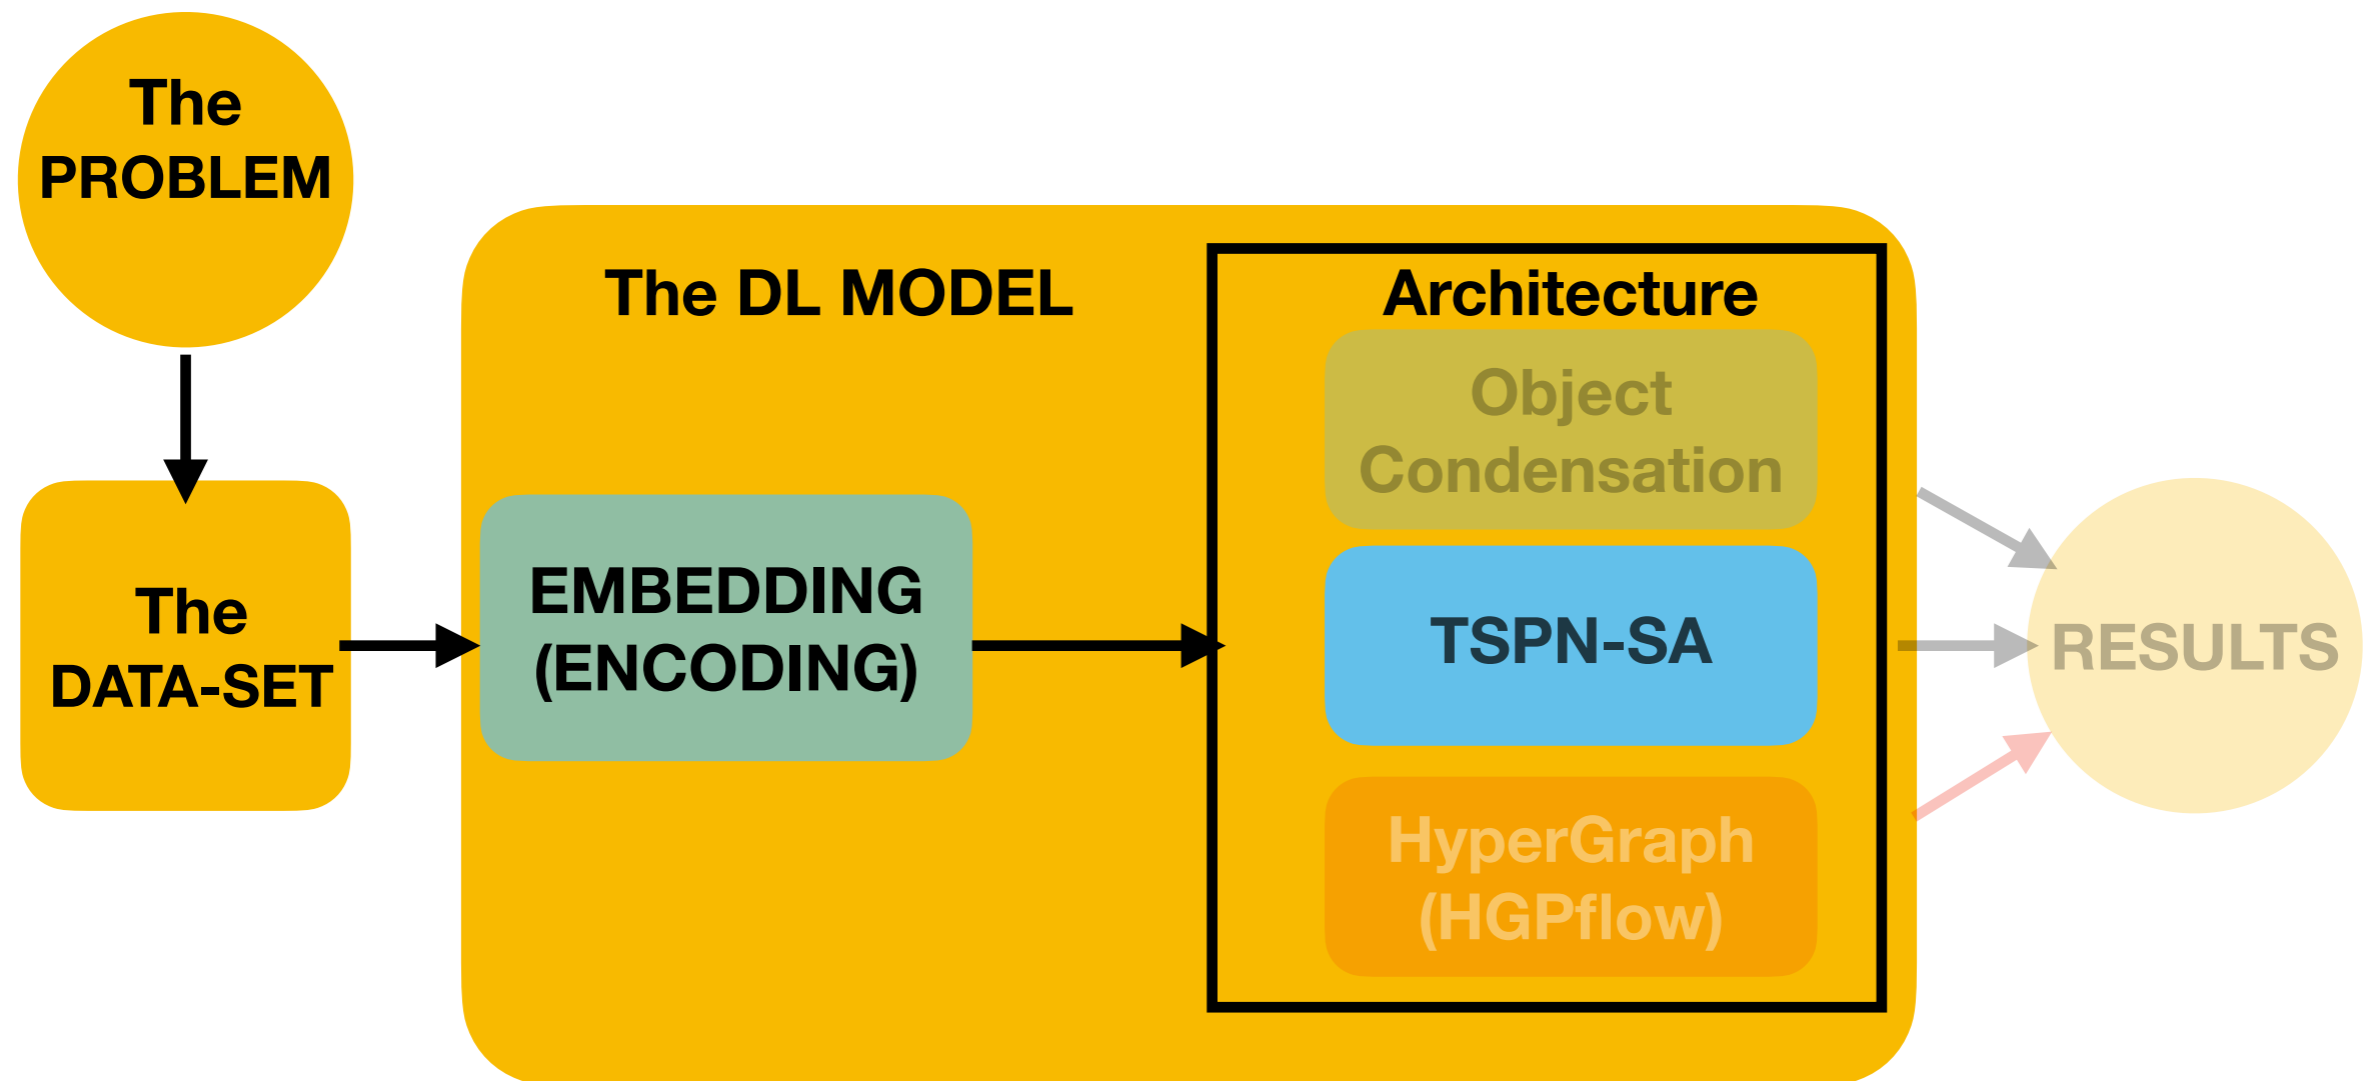 The
PROBLEM
The
DATA-SET
The DL MODEL
EMBEDDING
(ENCODING)
Architecture
Object
Condensation
TSPN-SA
HyperGraph
(HGPflow)
RESULTS